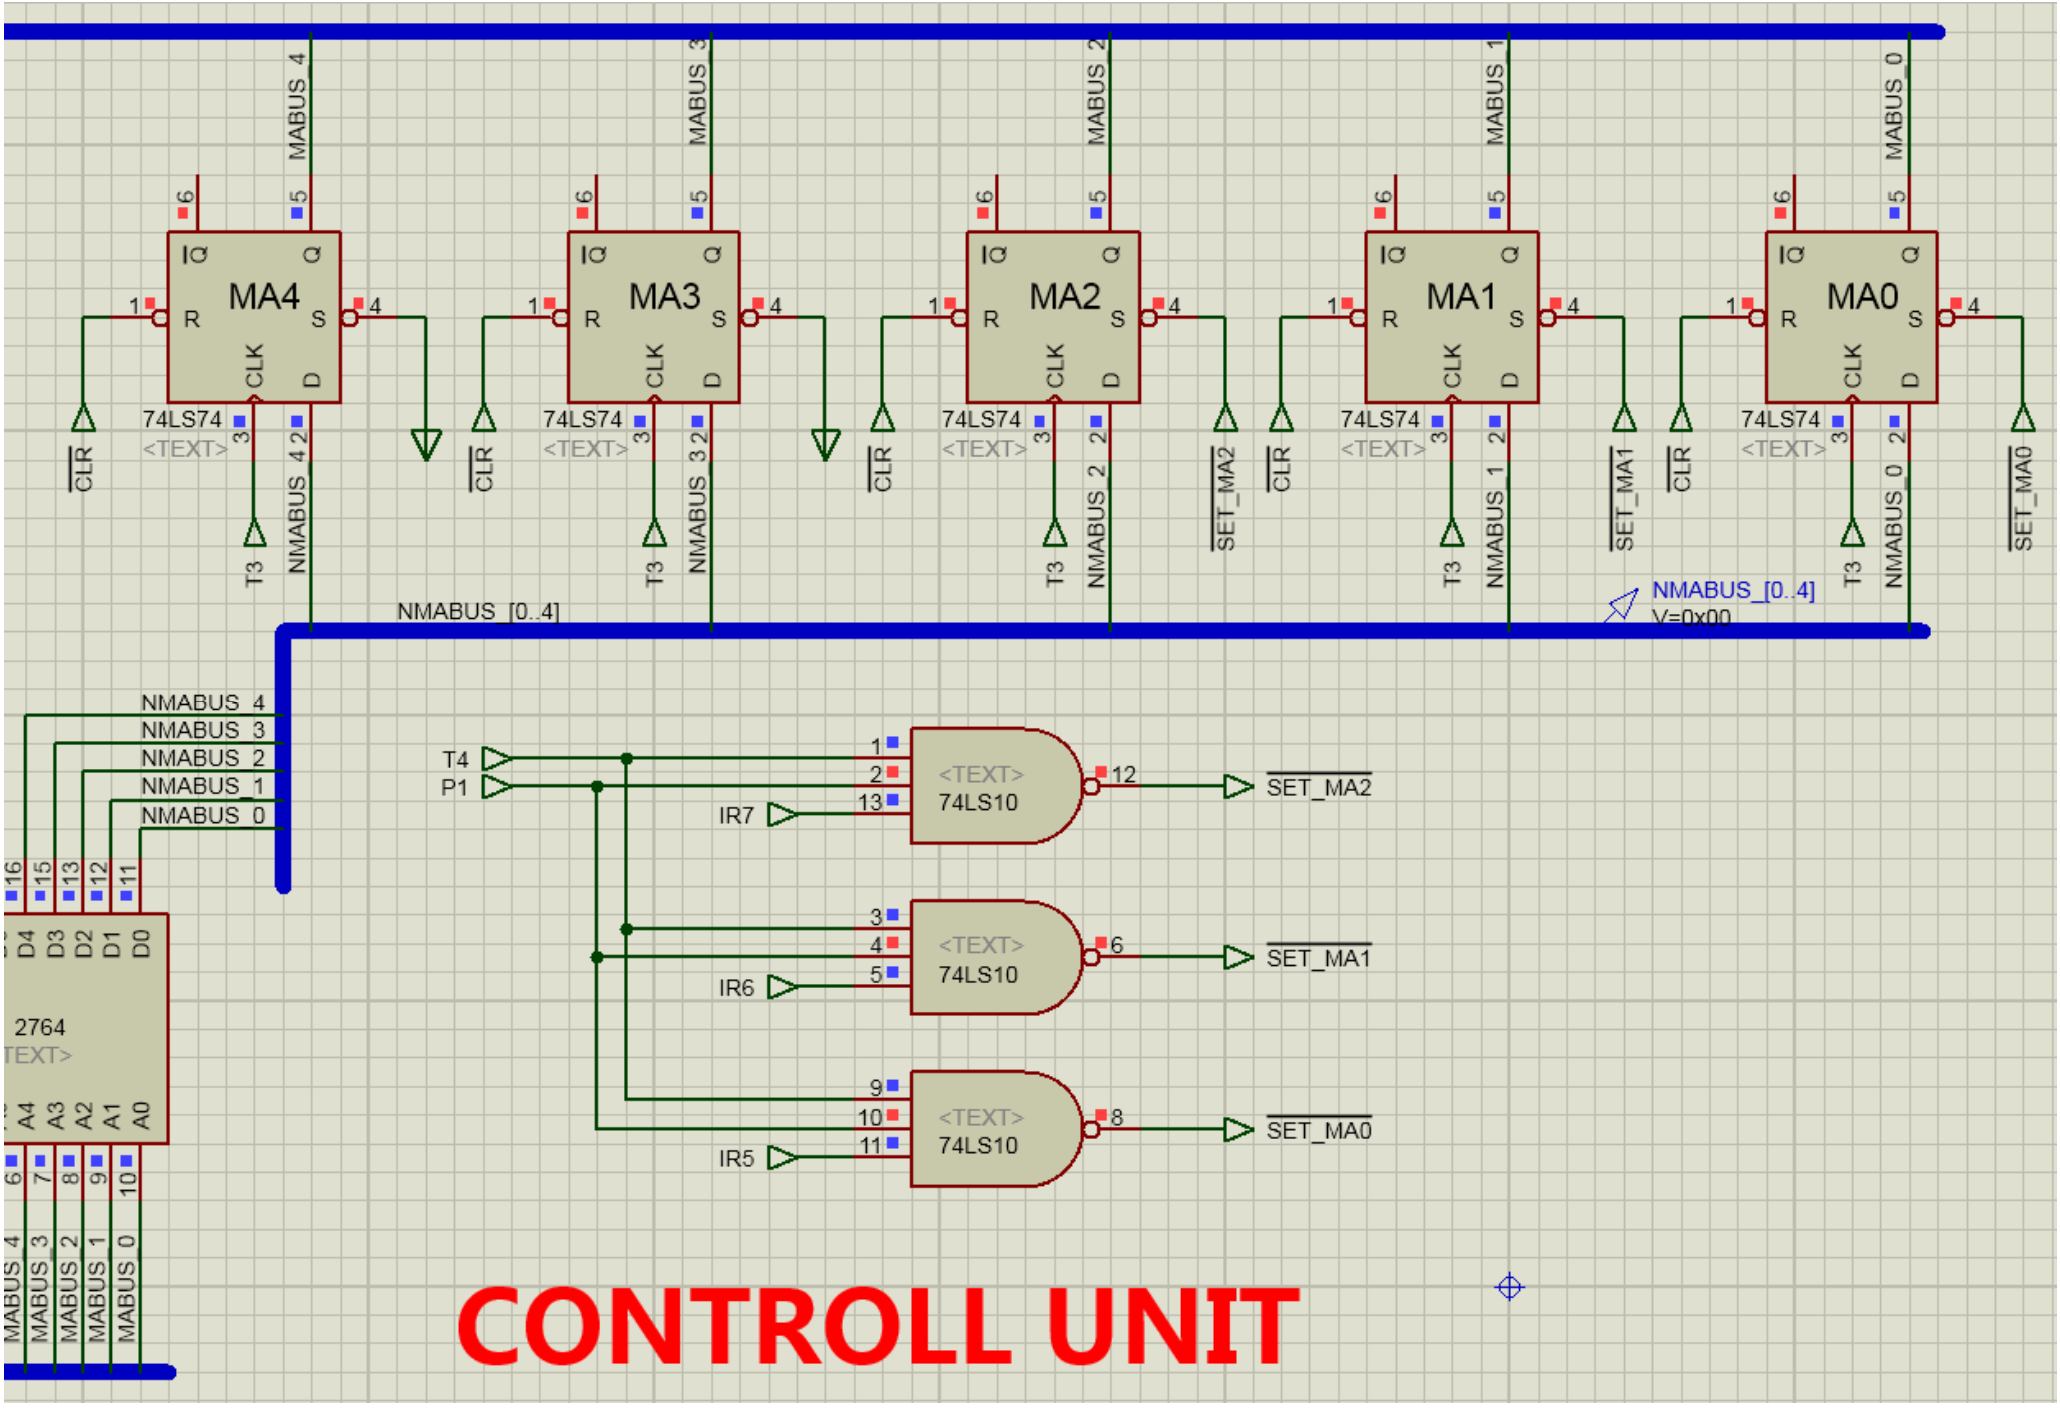 MABUS_4
MABUS_3
MABUS_2
MABUS_1
MABUS_0
6 5 6 5 6 5 6 5 6 5
Q Q Q Q Q Q Q Q Q Q
MA4 MA3 MA2 MA1 MA0
1 R S 4 1 R S 4 1 R S 4 1 R S 4 1 R S 4
CLK D CLK D CLK D CLK D CLK D
74LS74 74LS74 74LS74 74LS74 74LS74
<TEXT> <TEXT> <TEXT> <TEXT> <TEXT>
3 2 3 2 3 2 3 2 3 2
CLR CLR CLR SET_MA2 CLR SET_MA1 CLR SET_MA0
T3 NMABUS_4 T3 NMABUS_3 T3 NMABUS_2 T3 NMABUS_1 T3 NMABUS_0
NMABUS_[0..4]
NMABUS_[0..4]
V=0x00
NMABUS_4
NMABUS_3
NMABUS_2
NMABUS_1
NMABUS_0
16 15 13 12 11
D4 D3 D2 D1 D0
2764
TEXT>
A4 A3 A2 A1 A0
6 7 8 9 10
MABUS_4 MABUS_3 MABUS_2 MABUS_1 MABUS_0
T4
P1
IR7
1
2
13
<TEXT>
74LS10
12
SET_MA2
IR6
3
4
5
<TEXT>
74LS10
6
SET_MA1
IR5
9
10
11
<TEXT>
74LS10
8
SET_MA0
CONTROLL UNIT